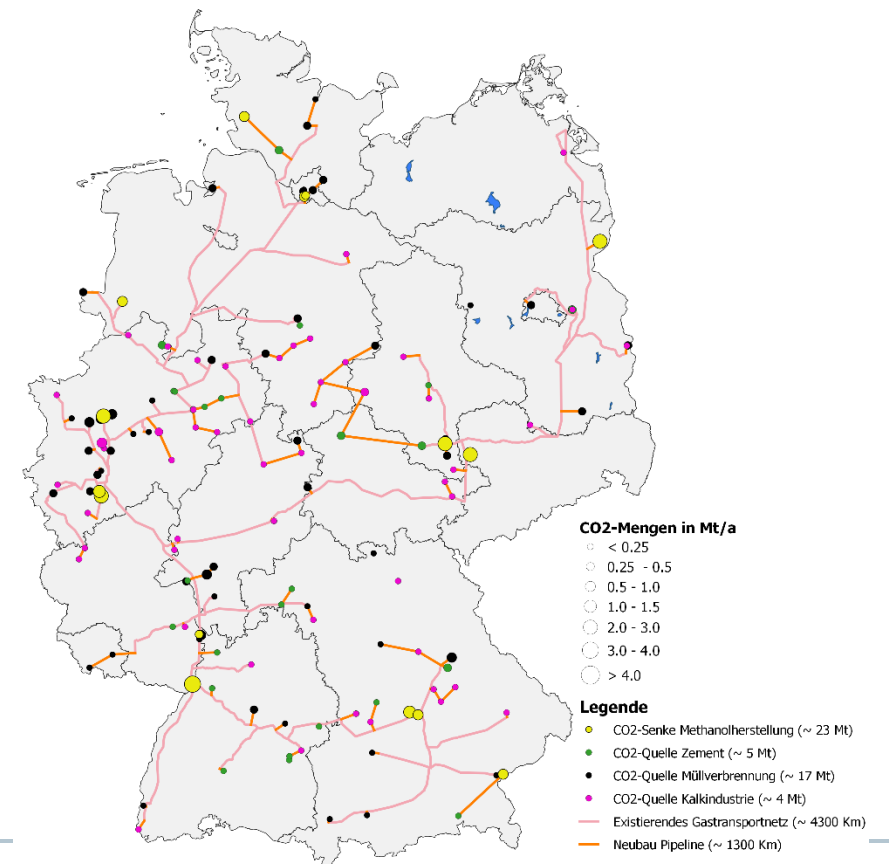 CO2-Mengen in Mt/a
< 0.25
0.25 - 0.5
0.5 - 1.0
1.0 - 1.5
2.0 - 3.0
3.0 - 4.0
> 4.0
Legende
CO2-Senke Methanolherstellung (~ 23 Mt)
CO2-Quelle Zement (~ 5 Mt)
CO2-Quelle Müllverbrennung (~ 17 Mt)
CO2-Quelle Kalkindustrie (~ 4 Mt)
Existierendes Gastransportnetz (~ 4300 Km)
Neubau Pipeline (~ 1300 Km)